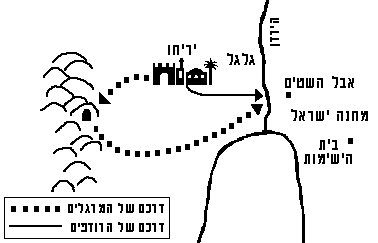 הירדן
יריחו
גלגל
אבל השטים
מחנה ישראל
בית
הישימות
דרכם של המרגלים
דרכם של הרודפים